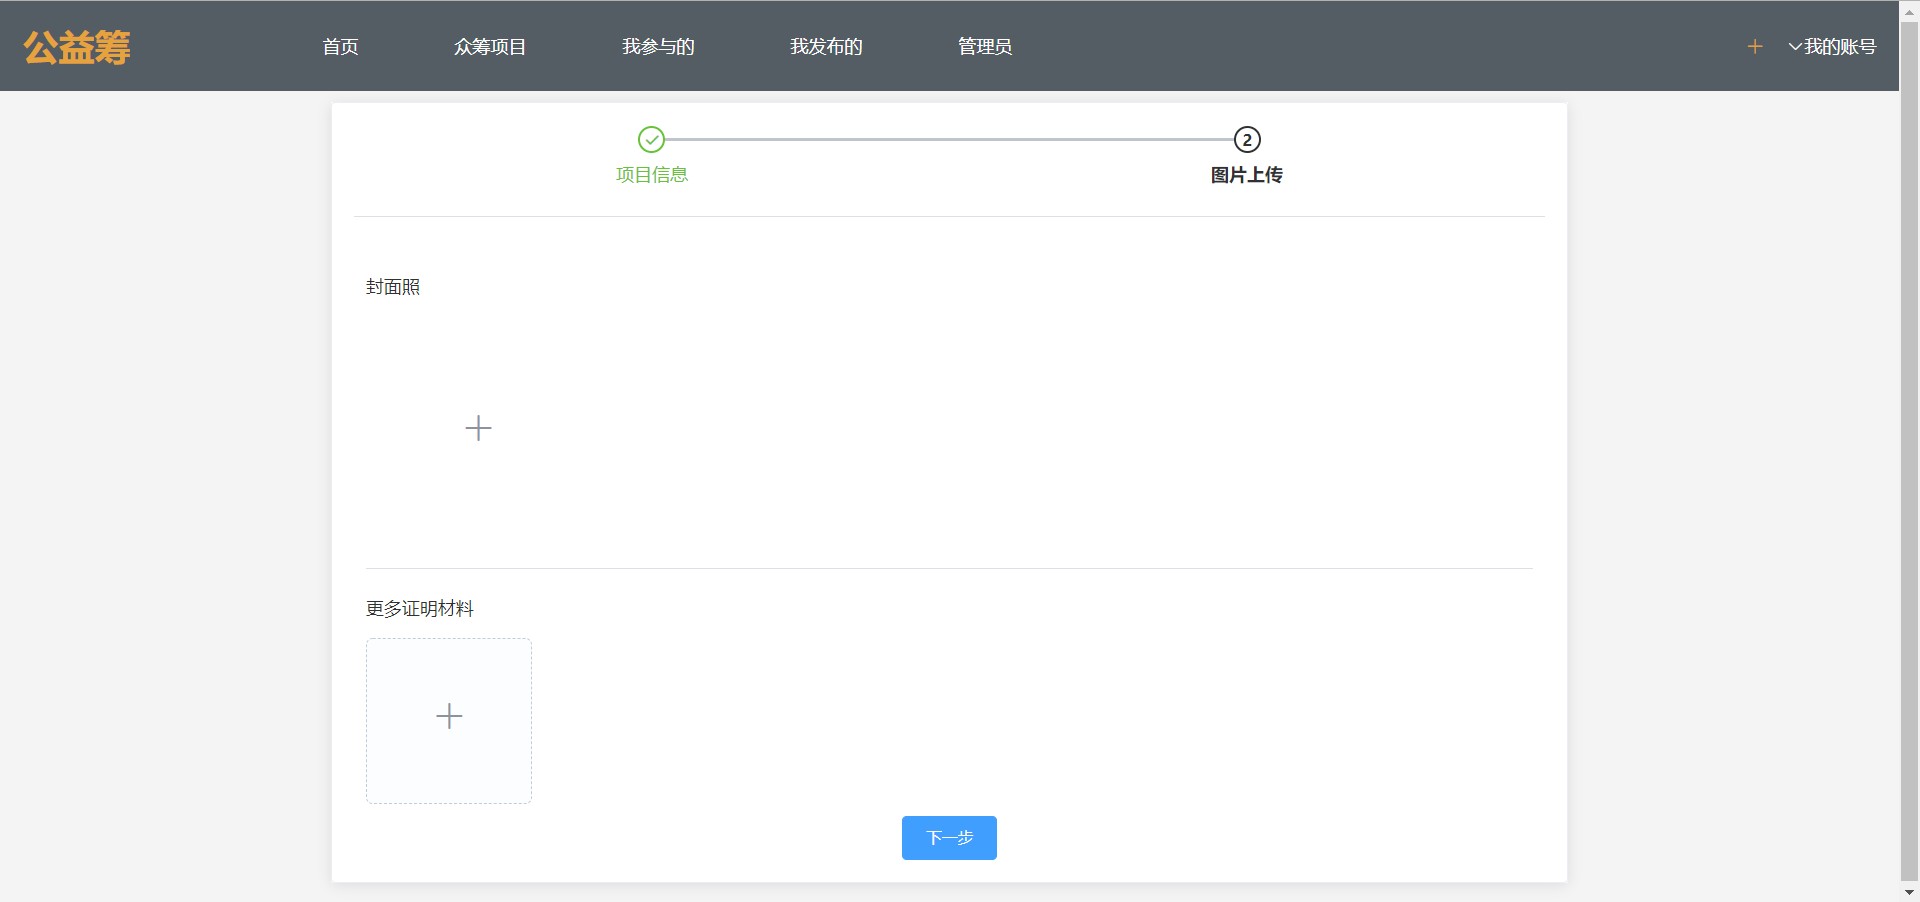 公益筹 首页 众筹项目 我参与的 我发布的 管理员 我的账号
2
项目信息 图片上传
封面照
更多证明材料
下一步